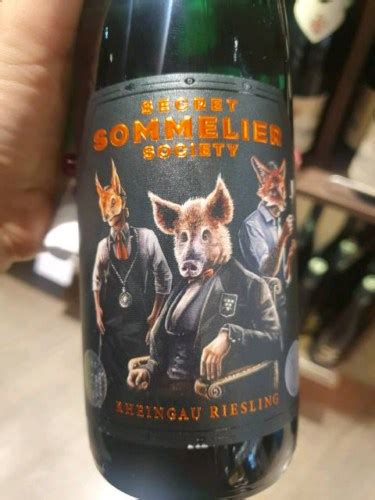 SECRET
SOMMELIER
SOCIETY
RHEINGAU RIESLING